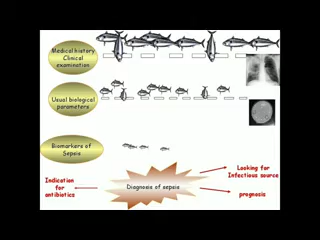 Medical history
Clinical
examination
Usual biological
parameters
Biomarkers of
Sepsis
Indication
for
antibiotics
Diagnosis of sepsis
Looking for
Infectious source
prognosis